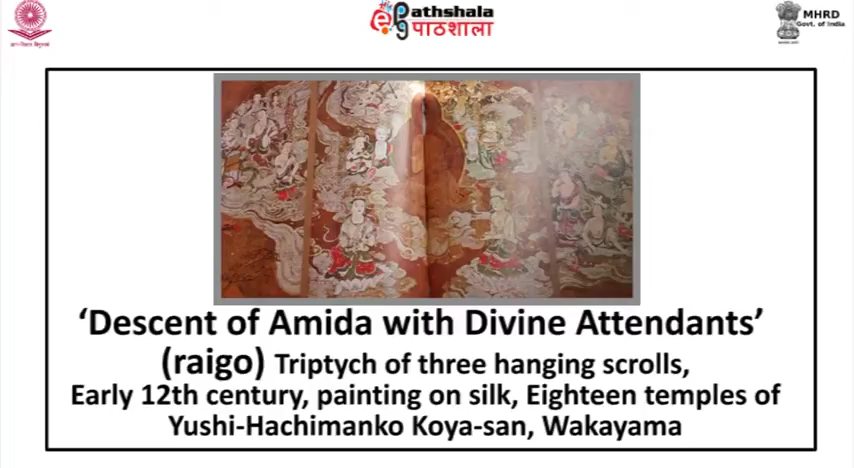 Pathshala
पाठशाला
MHRD
Govt. of India
‘Descent of Amida with Divine Attendants’
(raigo) Triptych of three hanging scrolls,
Early 12th century, painting on silk, Eighteen temples of
Yushi-Hachimanko Koya-san, Wakayama